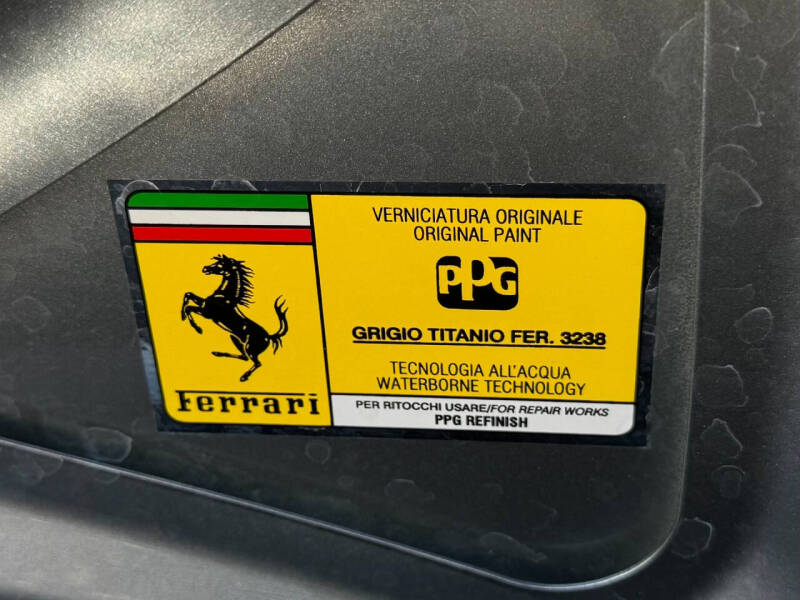 Ferrari
VERNICIATURA ORIGINALE
ORIGINAL PAINT
PPG
GRIGIO TITANIO FER. 3238
TECNOLOGIA ALL'ACQUA
WATERBORNE TECHNOLOGY
PER RITOCCHI USARE/FOR REPAIR WORKS
PPG REFINISH